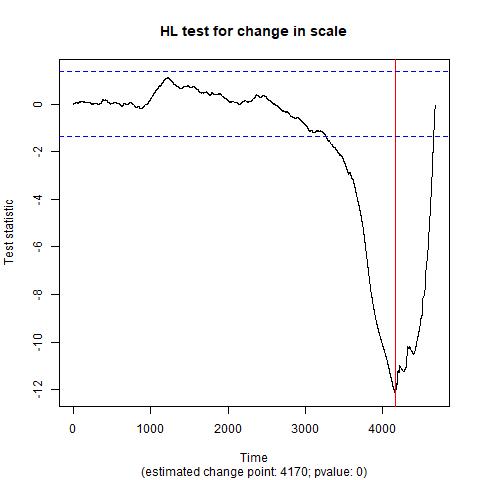 HL test for change in scale
Test statistic
0
-2
-4
-6
-8
-10
-12
0 1000 2000 3000 4000
Time
(estimated change point: 4170; pvalue: 0)